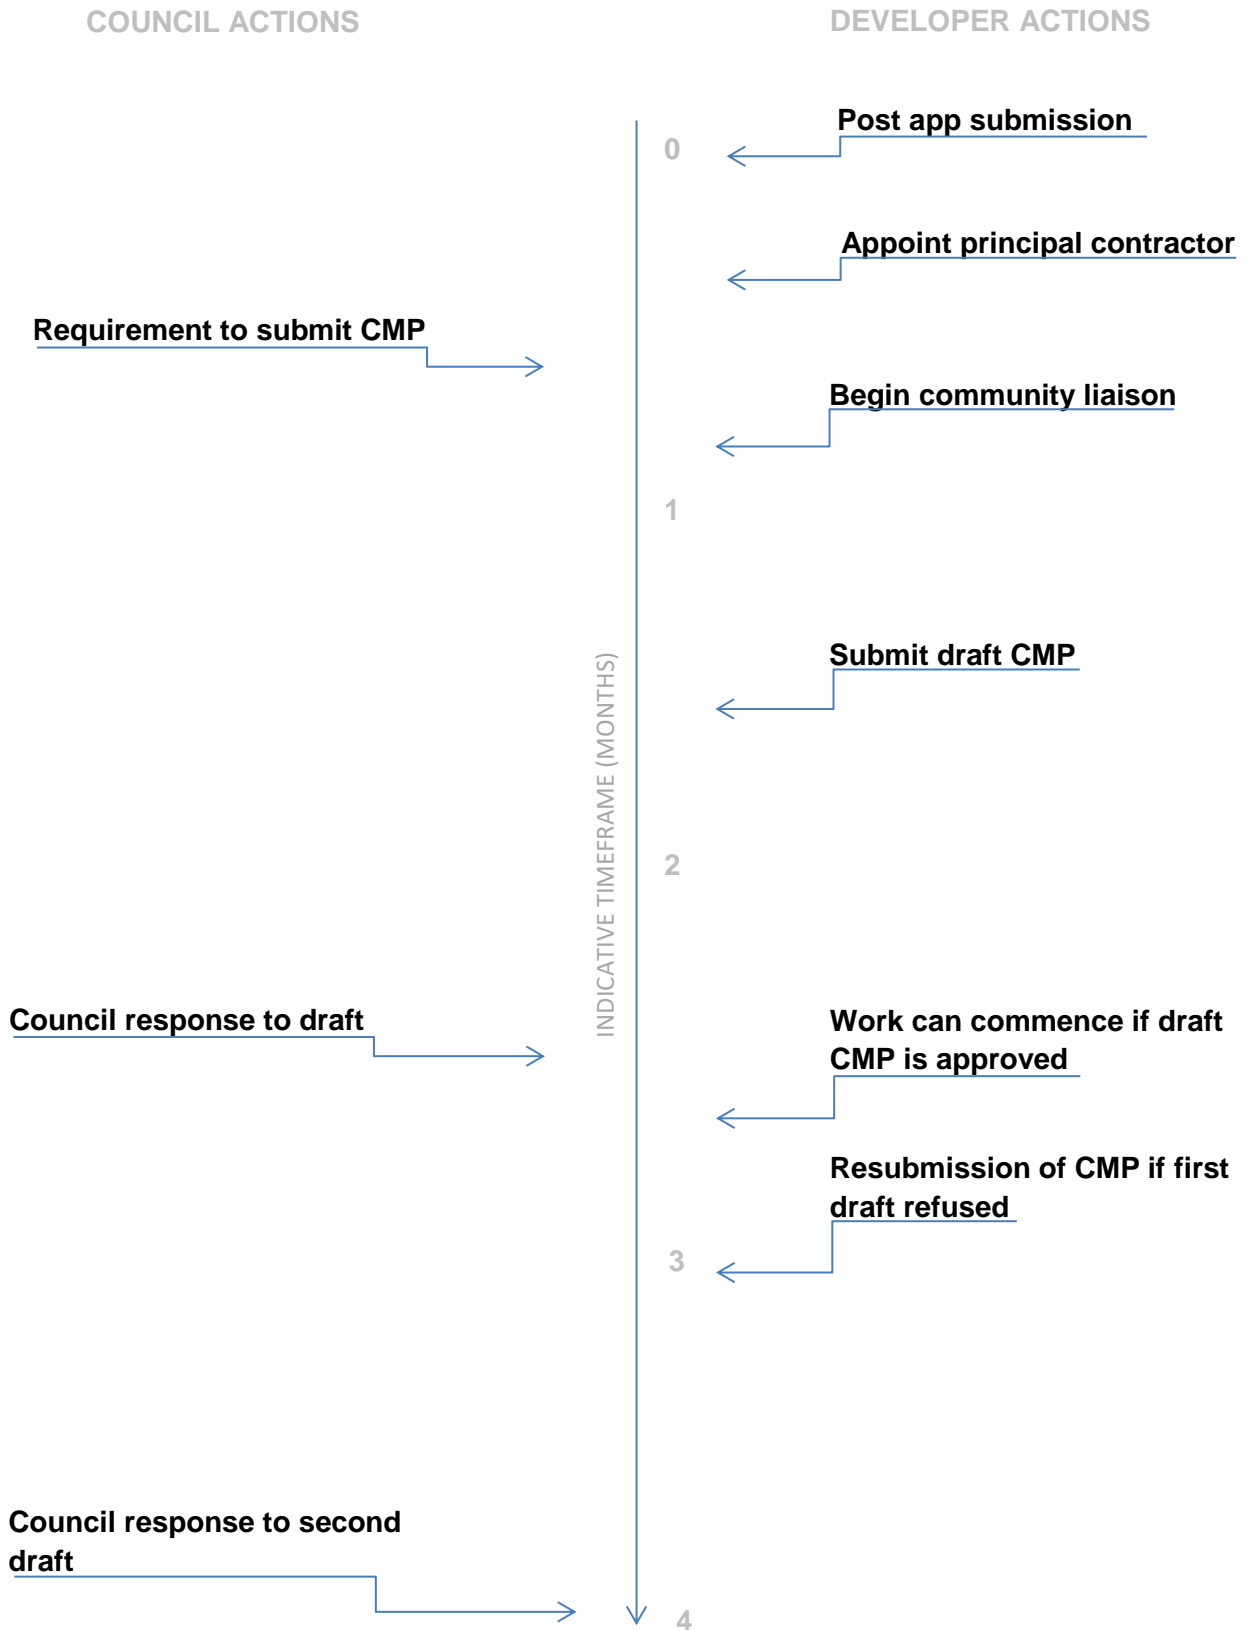 COUNCIL ACTIONS
DEVELOPER ACTIONS
Post app submission
0
Appoint principal contractor
Requirement to submit CMP
Begin community liaison
1
Submit draft CMP
INDICATIVE TIMEFRAME (MONTHS)
2
Council response to draft
Work can commence if draft
CMP is approved
Resubmission of CMP if first
draft refused
3
Council response to second
draft
4